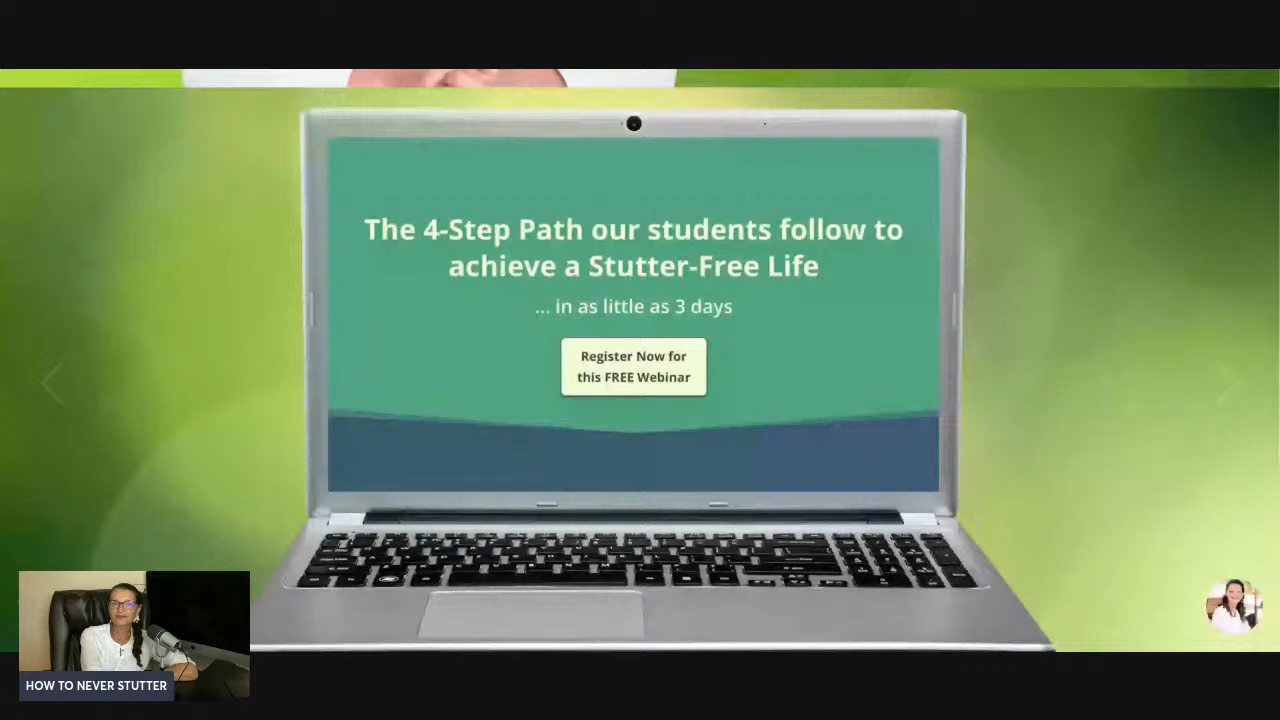 The 4-Step Path our students follow to
achieve a Stutter-Free Life
... in as little as 3 days
Register Now for
this FREE Webinar
HOW TO NEVER STUTTER